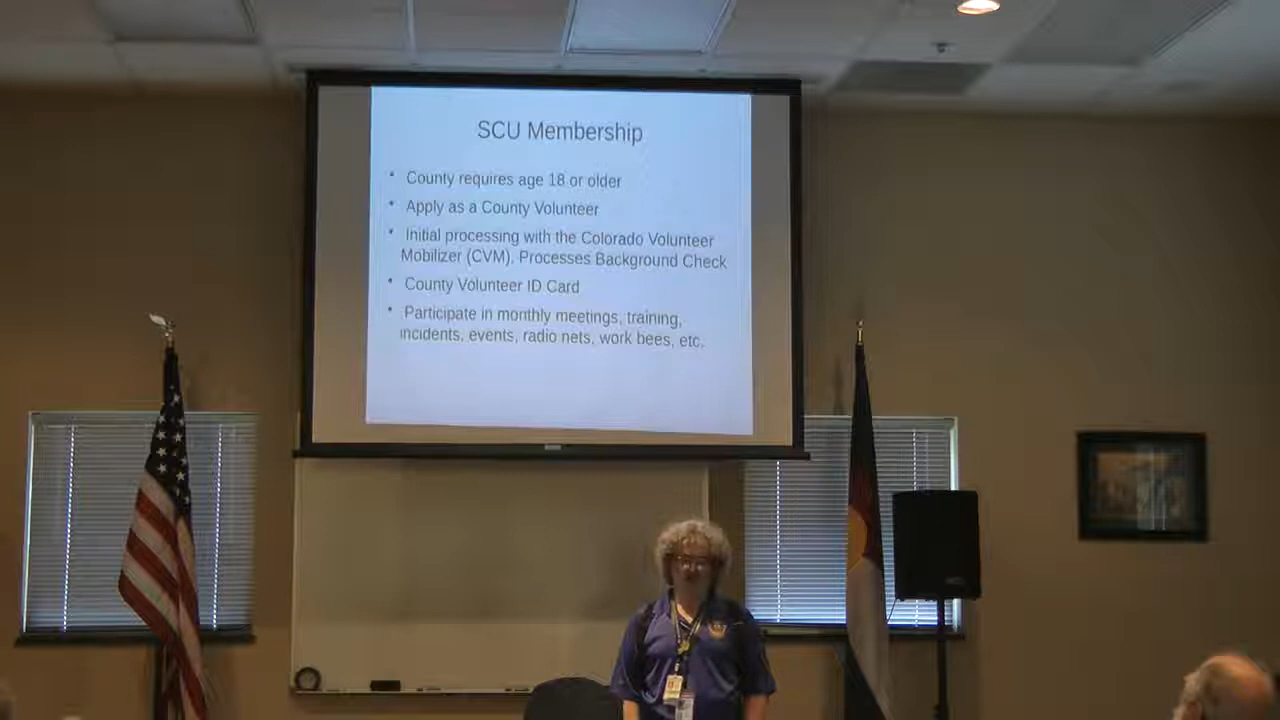 SCU Membership
• County requires age 18 or older
• Apply as a County Volunteer
• Initial processing with the Colorado Volunteer
Mobilizer (CVM). Processes Background Check
• County Volunteer ID Card
• Participate in monthly meetings, training,
incidents, events, radio nets, work bees, etc.